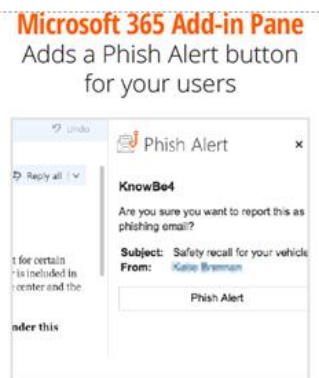 Microsoft 365 Add-in Pane
Adds a Phish Alert button
for your users
Undo
Reply all
Phish Alert ×
KnowBe4
Are you sure you want to report this as
phishing email?
Subject: Safety recall for your vehicle
From: Katie Brennan
Phish Alert
t for certain
is included in
center and the
nder this